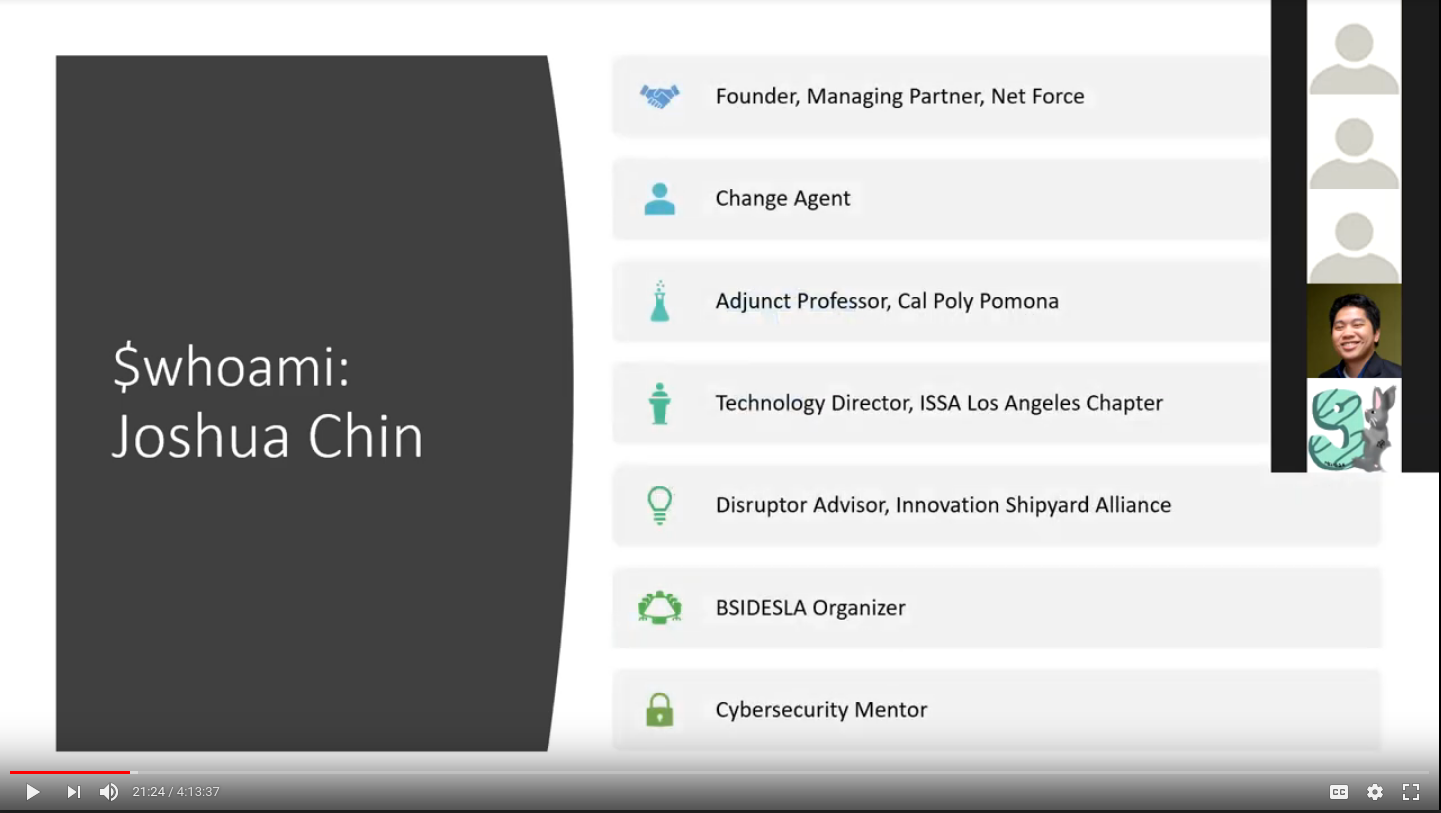 $whoami:
Joshua Chin
Founder, Managing Partner, Net Force
Change Agent
Adjunct Professor, Cal Poly Pomona
Technology Director, ISSA Los Angeles Chapter
Disruptor Advisor, Innovation Shipyard Alliance
BSIDESLA Organizer
Cybersecurity Mentor
9
21:24 / 4:13:37
CC